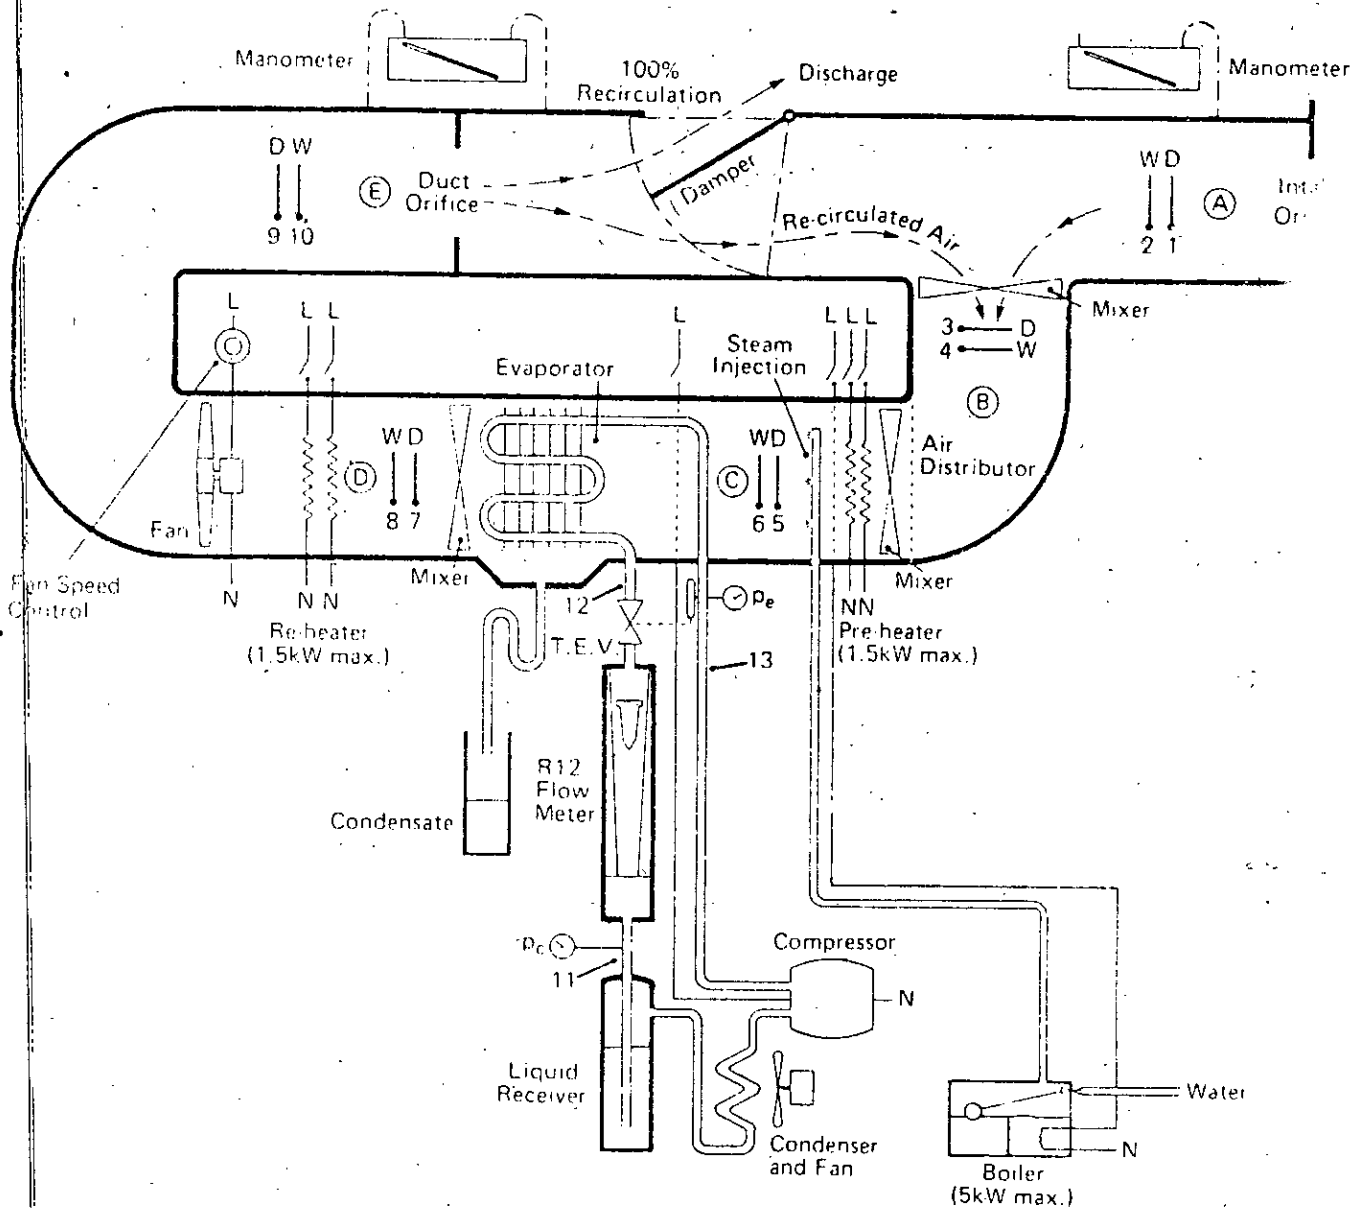 Manometer
100%
Recirculation
Discharge
Manometer
D W
9 10
E
Duct
Orifice
Damper
Re-circulated Air
W D
2 1
A
Mixer
3 D
4 W
B
L
L L
L
L L L
Evaporator
Steam
Injection
Air
Distributor
W D
8 7
D
W D
6 5
C
Fan
Fan Speed
Control
N
N N
Re-heater
(1.5kW max.)
Mixer
12
T.E.V.
pe
13
Mixer
N N
Pre-heater
(1.5kW max.)
Condensate
R12
Flow
Meter
pc
11
Compressor
N
Liquid
Receiver
Condenser
and Fan
Water
N
Boiler
(5kW max.)